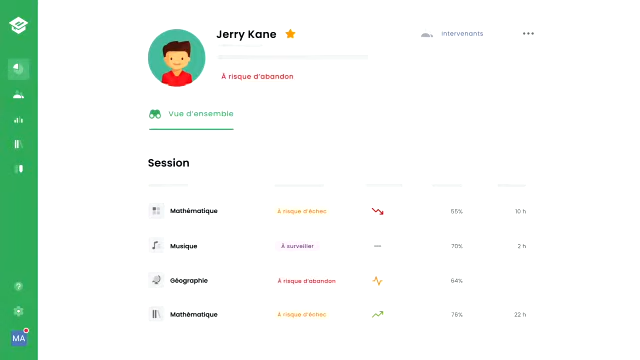 Jerry Kane
intervenants
À risque d'abandon
Vue d'ensemble
Session
Mathématique À risque d'échec 55% 10 h
Musique À surveiller 70% 2 h
Géographie À risque d'abandon 64%
Mathématique À risque d'échec 76% 22 h
MA